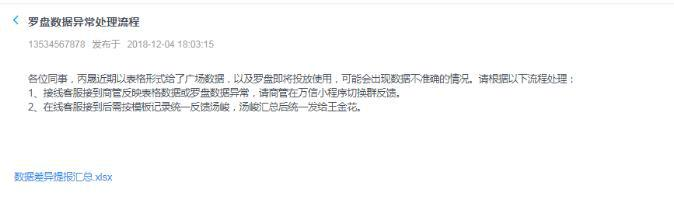 罗盘数据异常处理流程
13534567878 发布于 2018-12-04 18:03:15
各位同事，丙晟近期以表格形式给了广场数据，以及罗盘即将投放使用，可能会出现数据不准确的情况。请根据以下流程处理：
1、接线客服接到商管反映表格数据或罗盘数据异常，请商管在万信小程序切换群反馈。
2、在线客服接到后需按模板记录统一反馈汤峻，汤峻汇总后统一发给王金花。
数据差异提报汇总.xlsx